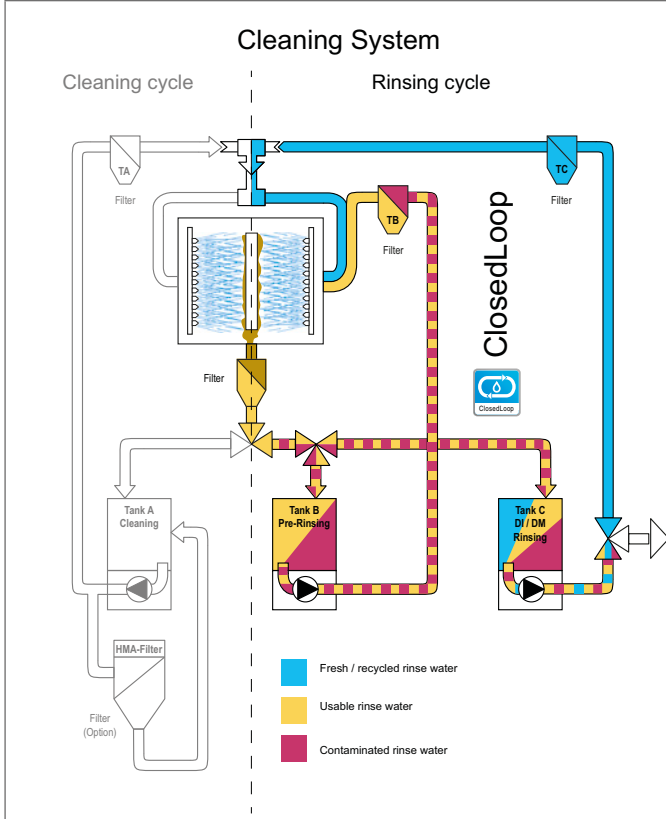 Cleaning System
Cleaning cycle
Rinsing cycle
TA
Filter
TC
Filter
TB
Filter
ClosedLoop
ClosedLoop
Filter
Tank A
Cleaning
Tank B
Pre-Rinsing
Tank C
DI / DM
Rinsing
HMA-Filter
Filter
(Option)
Fresh / recycled rinse water
Usable rinse water
Contaminated rinse water